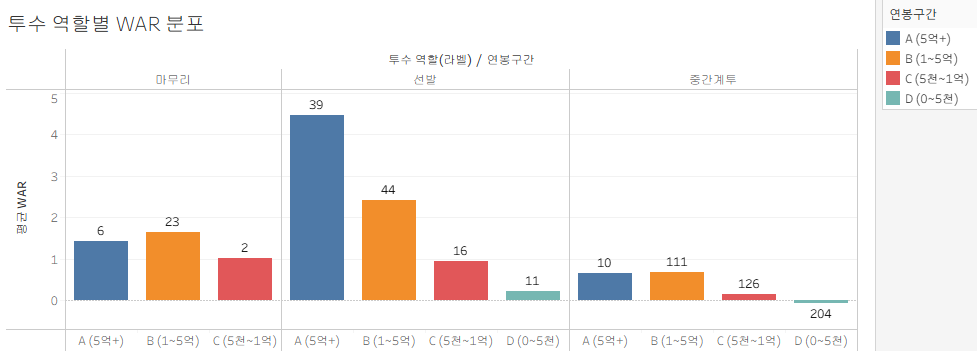 투수 역할별 WAR 분포
투수 역할(라벨) / 연봉구간
마무리 선발 중간계투
평균 WAR
5
4
3
2
1
0
6 23 2 39 44 16 11 10 111 126 204
A (5억+) B (1~5억) C (5천~1억) A (5억+) B (1~5억) C (5천~1억) D (0~5천) A (5억+) B (1~5억) C (5천~1억) D (0~5천)
연봉구간
A (5억+)
B (1~5억)
C (5천~1억)
D (0~5천)